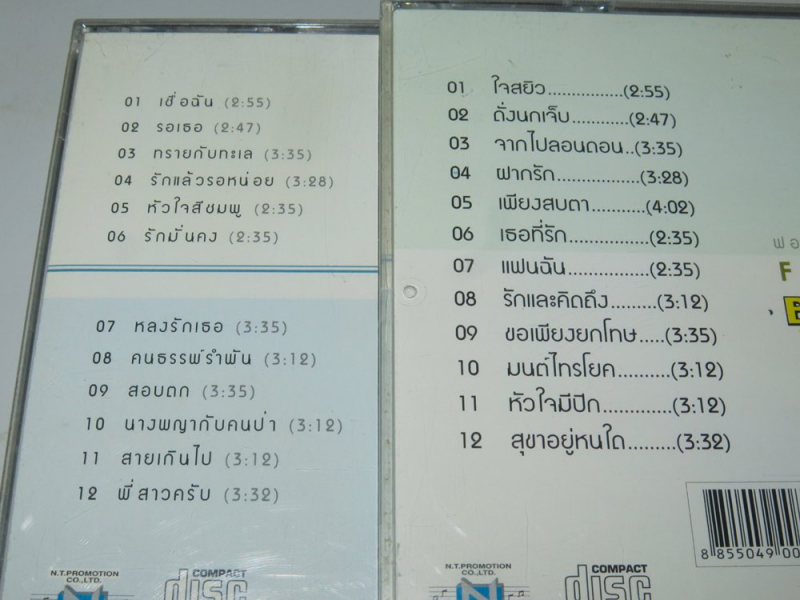 01 เชื่อฉัน (2:55)
02 รอเธอ (2:47)
03 ทรายกับทะเล (3:35)
04 รักแล้วรอหน่อย (3:28)
05 หัวใจสีชมพู (2:35)
06 รักมั่นคง (2:35)
07 หลงรักเธอ (3:35)
08 คนธรรพ์รำพัน (3:12)
09 สอบตก (3:35)
10 นางพญากับคนป่า (3:12)
11 สายเกินไป (3:12)
12 พี่สาวครับ (3:32)
N.T.PROMOTION
CO.,LTD.
COMPACT
disc
01 ใจสยิว................(2:55)
02 ดั่งนกเจ็บ............(2:47)
03 จากไปลอนดอน..(3:35)
04 ฝากรัก.................(3:28)
05 เพียงสบตา...........(4:02)
06 เธอที่รัก................(2:35)
07 แฟนฉัน................(2:35)
08 รักและคิดถึง.........(3:12)
09 ขอเพียงยกโทษ.....(3:35)
10 มนต์ไทรโยค..........(3:12)
11 หัวใจมีปีก.............(3:12)
12 สุขาอยู่หนใด.........(3:32)
ฟอ
F
8 855049 00
N.T.PROMOTION
CO.,LTD.
COMPACT
disc